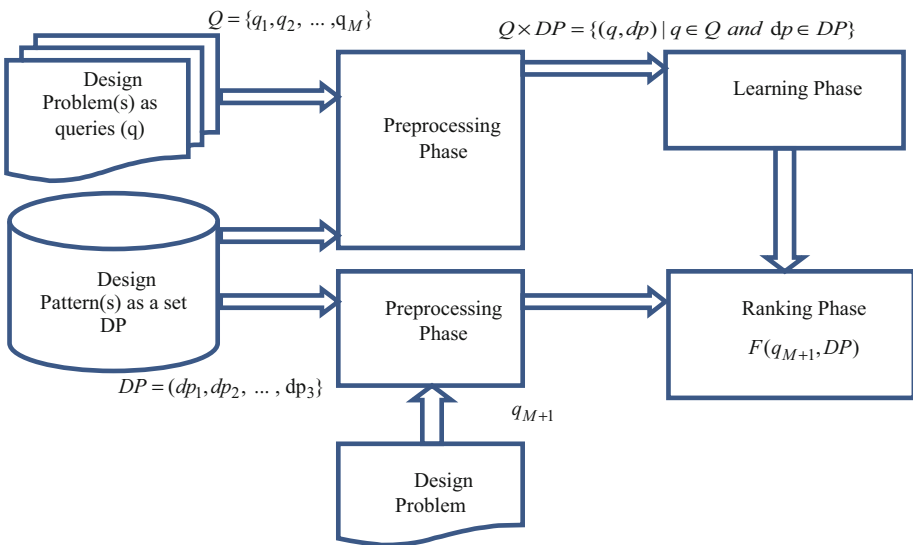 Q = {q1, q2, ... ,qM}
Q × DP = {(q, dp) | q ∈ Q and dp ∈ DP}
Design
Problem(s) as
queries (q)
Preprocessing
Phase
Learning Phase
Design
Pattern(s) as a set
DP
Preprocessing
Phase
Ranking Phase
F(qM+1, DP)
DP = (dp1, dp2, ... , dp3}
qM+1
Design
Problem